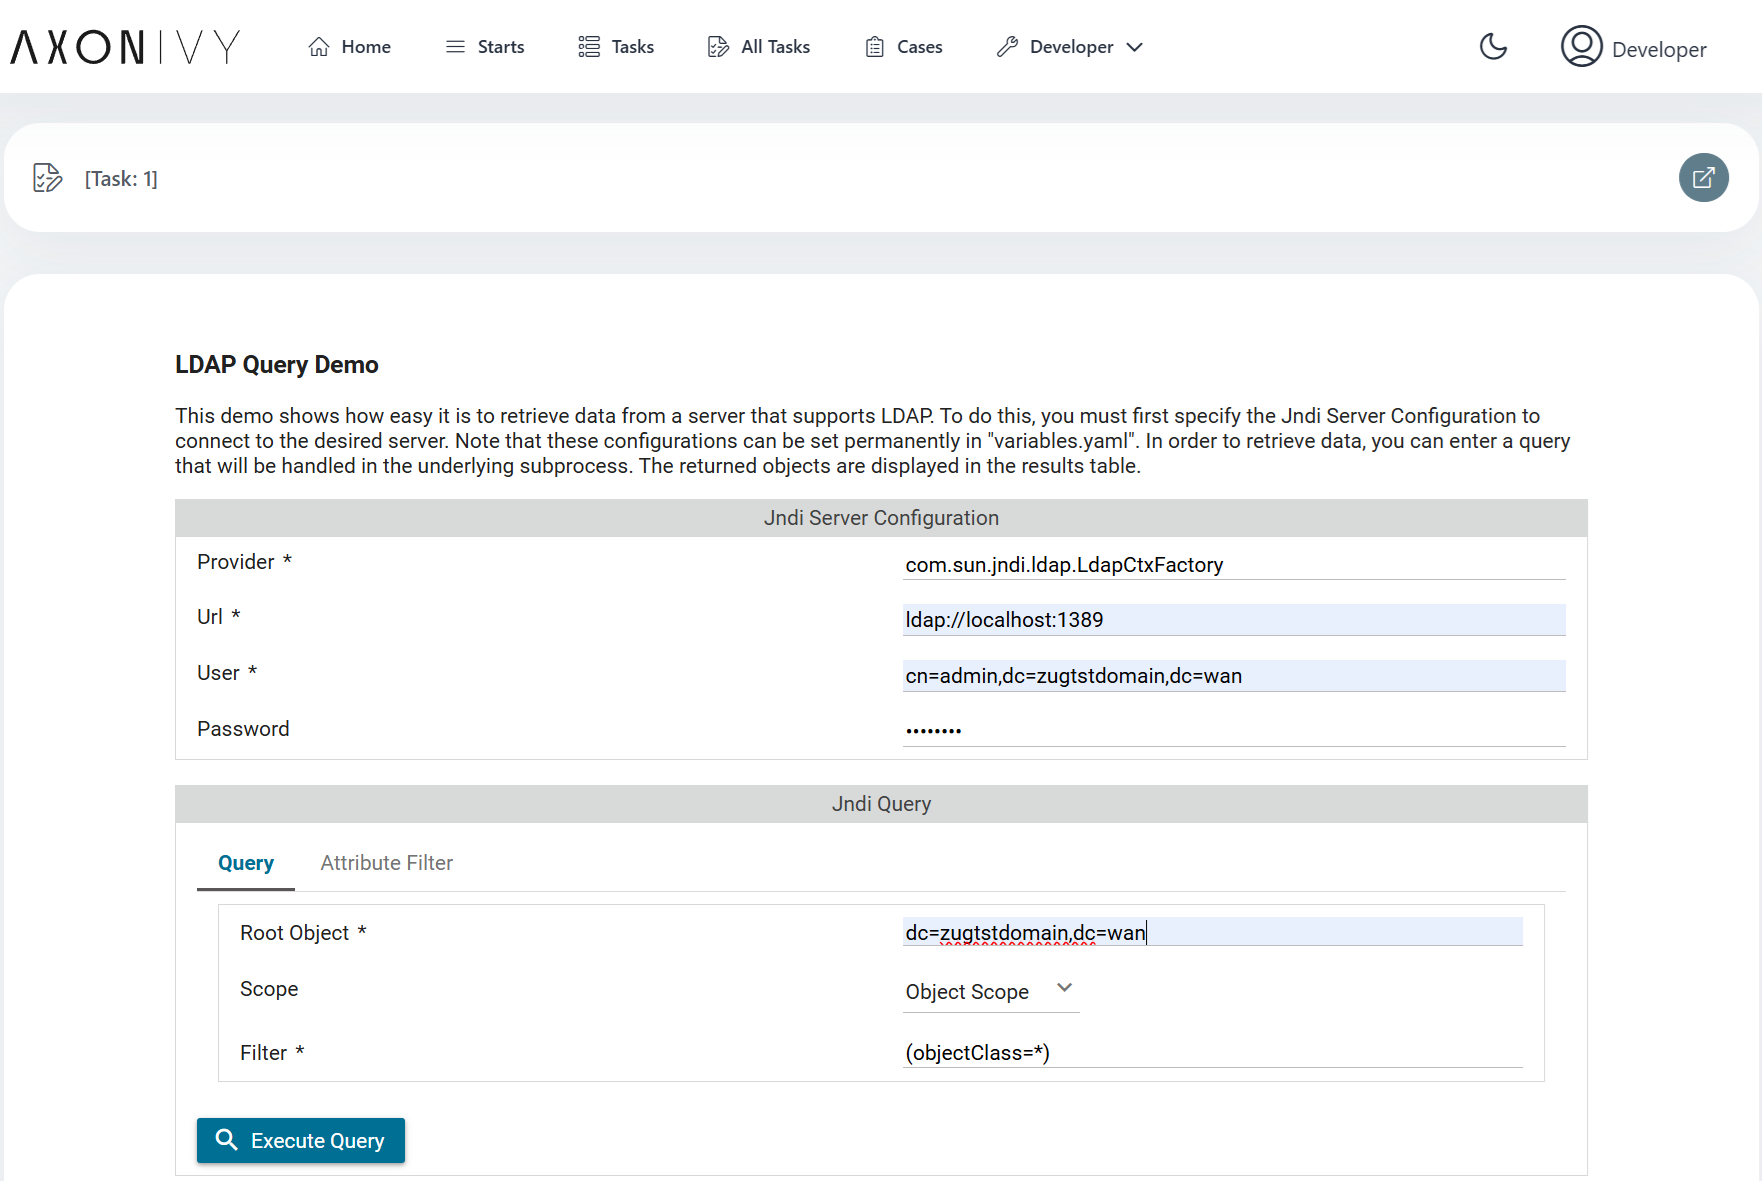 AXONIVY
Home
Starts
Tasks
All Tasks
Cases
Developer
Developer
[Task: 1]
LDAP Query Demo
This demo shows how easy it is to retrieve data from a server that supports LDAP. To do this, you must first specify the Jndi Server Configuration to
connect to the desired server. Note that these configurations can be set permanently in "variables.yaml". In order to retrieve data, you can enter a query
that will be handled in the underlying subprocess. The returned objects are displayed in the results table.
Jndi Server Configuration
Provider *
com.sun.jndi.ldap.LdapCtxFactory
Url *
ldap://localhost:1389
User *
cn=admin,dc=zugtstdomain,dc=wan
Password
••••••••
Jndi Query
Query
Attribute Filter
Root Object *
dc=zugtstdomain,dc=wan
Scope
Object Scope
Filter *
(objectClass=*)
Execute Query